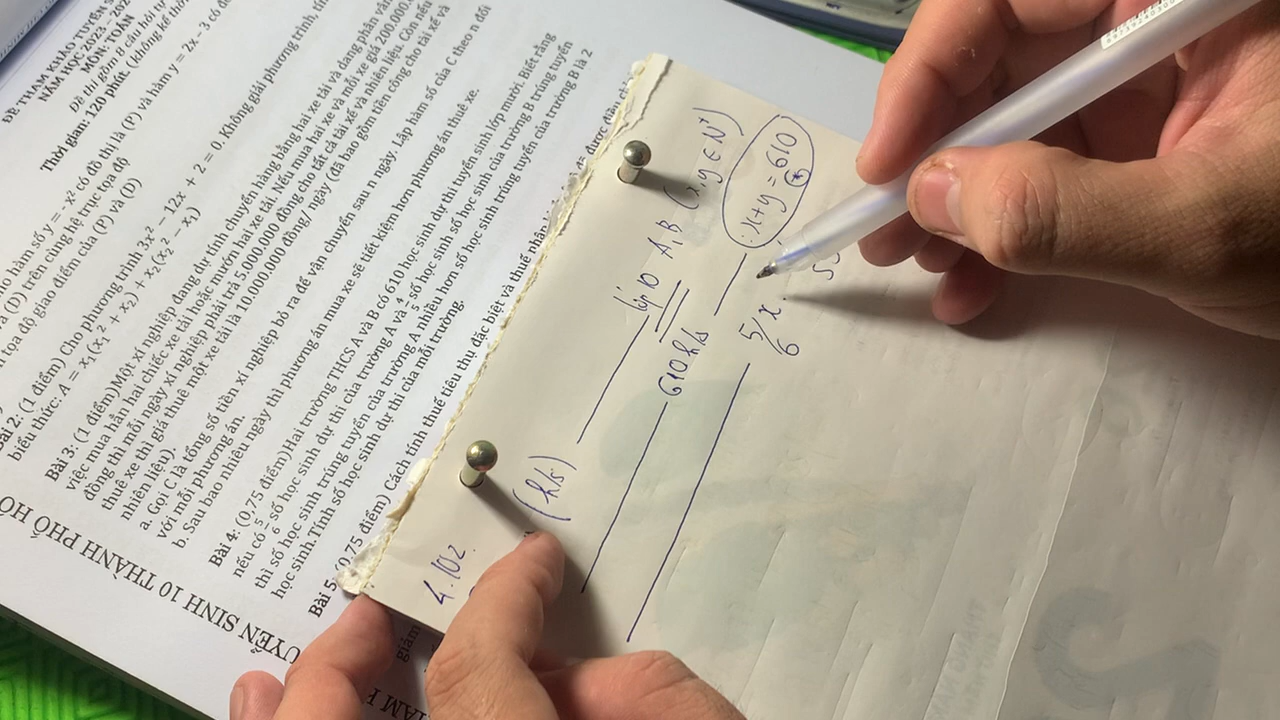 ĐỀ THAM KHẢO TUYỂN S
NĂM HỌC 2023 - 202
MÔN: TOÁN
Đề thi gồm 8 câu hỏi tự
Thời gian: 120 phút. (không kể thời
ho hàm số y = - x² có đồ thị là (P) và hàm y = 2x - 3 có đồ
và (D) trên cùng hệ trục tọa độ
tọa độ giao điểm của (P) và (D)
Bài 2: (1 điểm) Cho phương trình 3x² − 12x + 2 = 0. Không giải phương trình, tín
biểu thức: A = x₁(x₁² + x₂) + x₂(x₂² − x₁)
Bài 3: (1 điểm)Một xí nghiệp đang dự tính chuyển hàng bằng hai xe tải và đang phân vân
việc mua hẳn hai chiếc xe tải hoặc mướn hai xe tải. Nếu mua hai xe và mỗi xe giá 200.000.
đồng thì mỗi ngày xí nghiệp phải trả 5.000.000 đồng cho tất cả tài xế và nhiên liệu. Còn nếu
thuê xe thì giá thuê một xe tải là 10.000.000 đồng/ ngày (đã bao gồm tiền công cho tài xế và
nhiên liệu).
a. Gọi C là tổng số tiền xí nghiệp bỏ ra để vận chuyển sau n ngày. Lập hàm số của C theo n đối
với mỗi phương án.
b. Sau bao nhiêu ngày thì phương án mua xe sẽ tiết kiệm hơn phương án thuê xe.
Bài 4: (0,75 điểm)Hai trường THCS A và B có 610 học sinh dự thi tuyển sinh lớp mười. Biết rằng
nếu có 5/6 số học sinh dự thi của trường A và 4/5 số học sinh của trường B trúng tuyển
thì số học sinh trúng tuyển của trường A nhiều hơn số học sinh trúng tuyển của trường B là 2
học sinh.Tính số học sinh dự thi của mỗi trường.
Bài 5: (0,75 điểm) Cách tính thuế tiêu thụ đặc biệt và thuế nhập
giảm
UYỂN SINH 10 THÀNH PHỐ HỒ
4.102.
(h/s) lớp 10 A, B (x, y ∈ N⁺)
610 h/s : x + y = 610
5/6 x